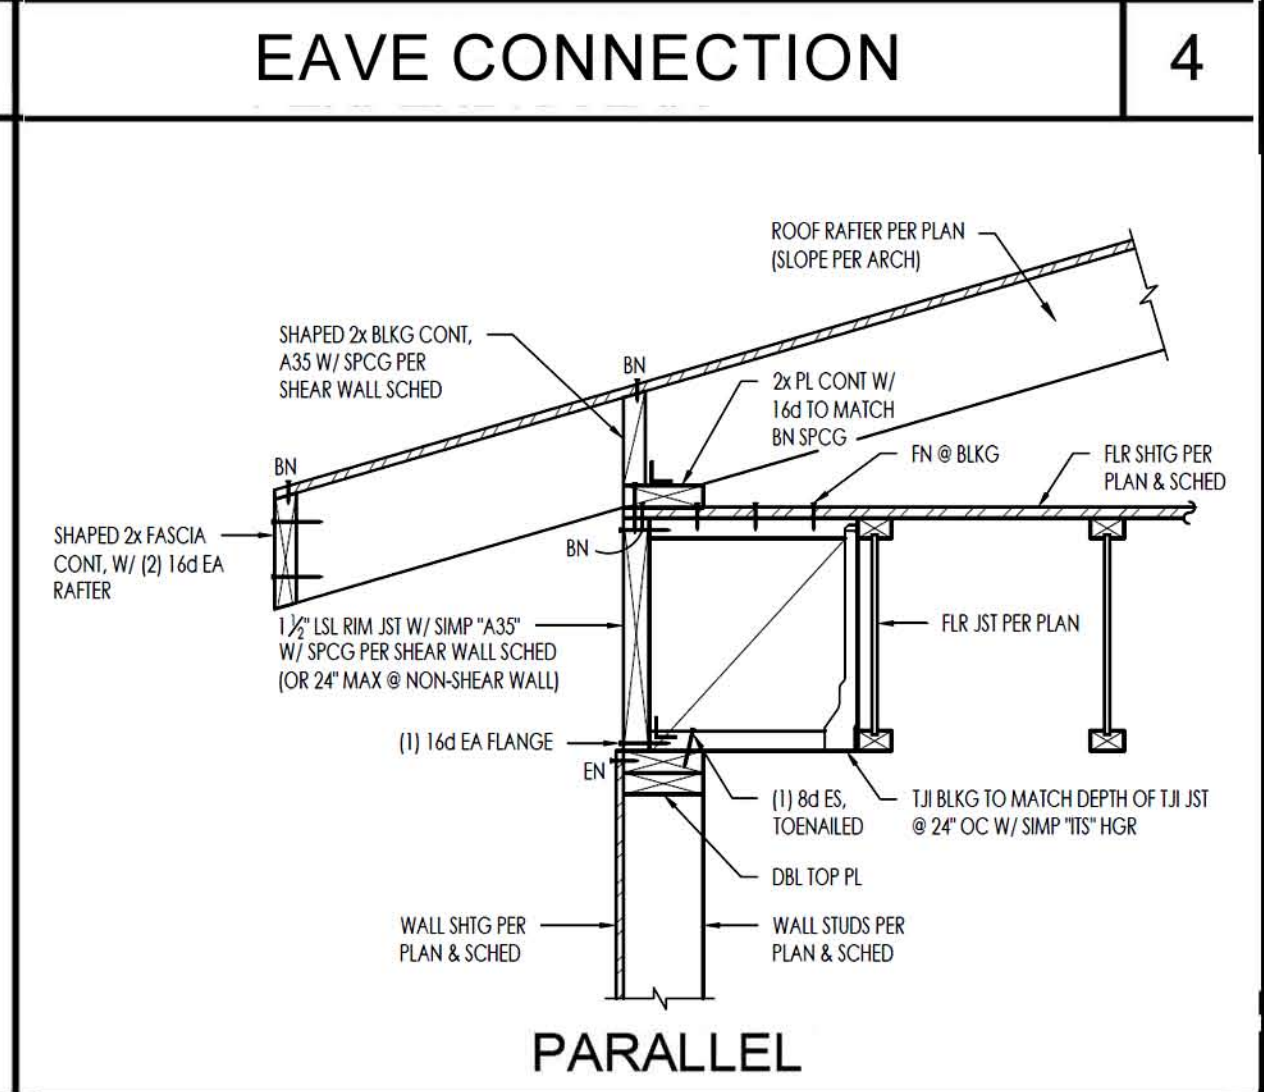 EAVE CONNECTION
4
ROOF RAFTER PER PLAN
(SLOPE PER ARCH)
SHAPED 2x BLKG CONT,
A35 W/ SPCG PER
SHEAR WALL SCHED
BN
2x PL CONT W/
16d TO MATCH
BN SPCG
FN @ BLKG
FLR SHTG PER
PLAN & SCHED
BN
SHAPED 2x FASCIA
CONT, W/ (2) 16d EA
RAFTER
BN
1 1/2" LSL RIM JST W/ SIMP "A35"
W/ SPCG PER SHEAR WALL SCHED
(OR 24" MAX @ NON-SHEAR WALL)
FLR JST PER PLAN
(1) 16d EA FLANGE
EN
(1) 8d ES,
TOENAILED
TJI BLKG TO MATCH DEPTH OF TJI JST
@ 24" OC W/ SIMP "ITS" HGR
DBL TOP PL
WALL SHTG PER
PLAN & SCHED
WALL STUDS PER
PLAN & SCHED
PARALLEL